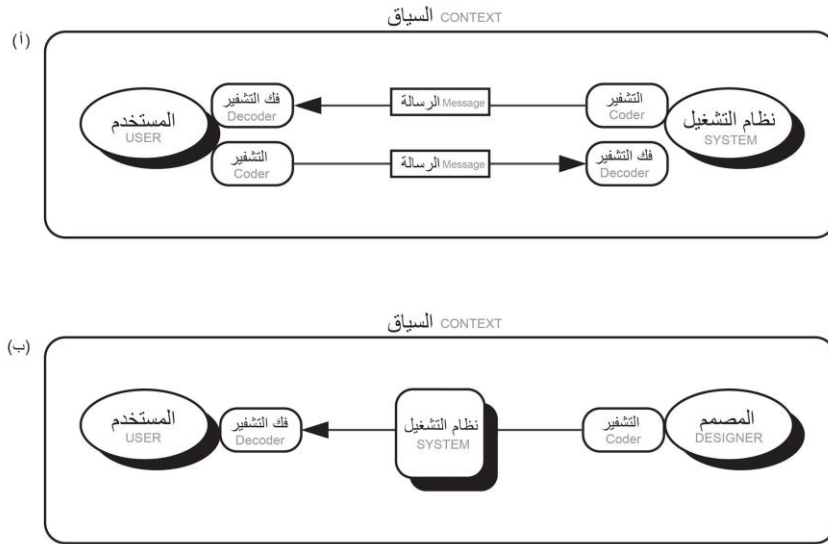 السياق CONTEXT
(أ)
فك التشفير
Decoder
الرسالة Message
التشفير
Coder
المستخدم
USER
نظام التشغيل
SYSTEM
التشفير
Coder
الرسالة Message
فك التشفير
Decoder
السياق CONTEXT
(ب)
المستخدم
USER
فك التشفير
Decoder
نظام التشغيل
SYSTEM
التشفير
Coder
المصمم
DESIGNER